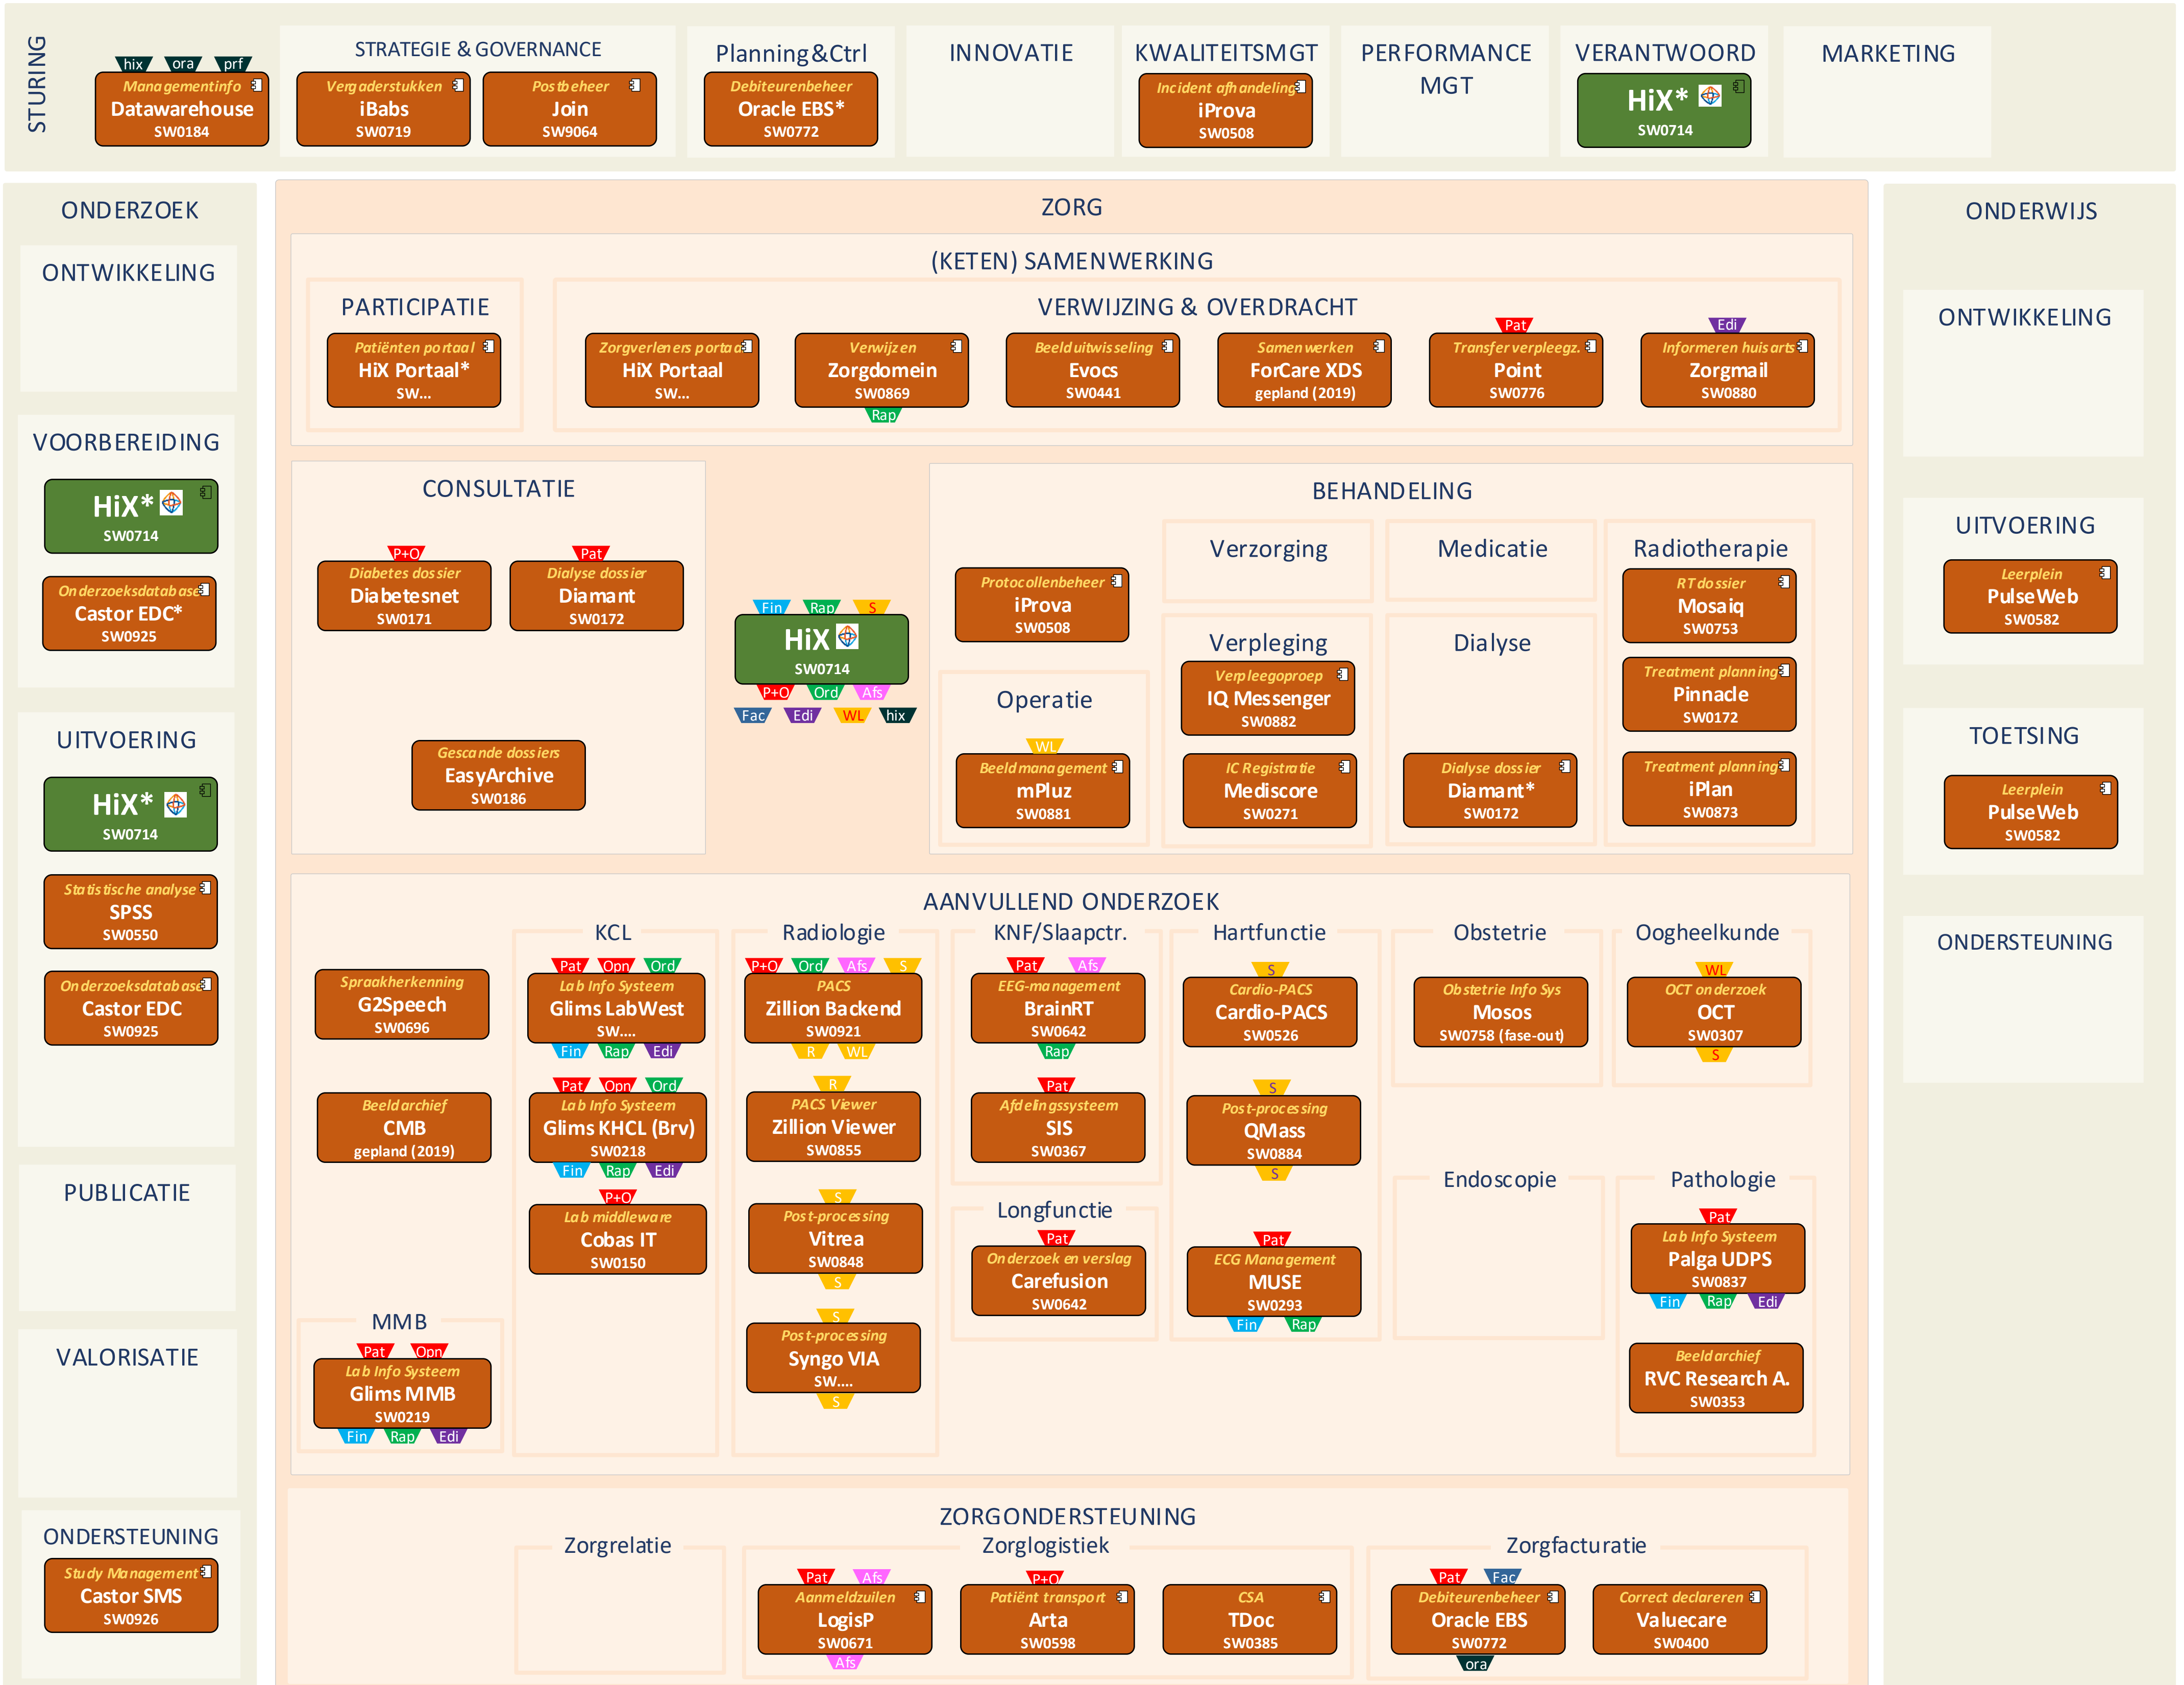 STURING
hix ora prf
Managementinfo
Datawarehouse
SW0184
STRATEGIE & GOVERNANCE
Vergaderstukken
iBabs
SW0719
Postbeheer
Join
SW9064
Planning&Ctrl
Debiteurenbeheer
Oracle EBS*
SW0772
INNOVATIE
KWALITEITSMGT
Incident afhandeling
iProva
SW0508
PERFORMANCE
MGT
VERANTWOORD
HiX*
SW0714
MARKETING
ONDERZOEK
ONTWIKKELING
VOORBEREIDING
HiX*
SW0714
Onderzoeksdatabase
Castor EDC*
SW0925
UITVOERING
HiX*
SW0714
Statistische analyse
SPSS
SW0550
Onderzoeksdatabase
Castor EDC
SW0925
PUBLICATIE
VALORISATIE
ONDERSTEUNING
Study Management
Castor SMS
SW0926
ZORG
(KETEN) SAMENWERKING
PARTICIPATIE
Patiënten portaal
HiX Portaal*
SW...
VERWIJZING & OVERDRACHT
Zorgverleners portaa
HiX Portaal
SW...
Verwijzen
Zorgdomein
SW0869
Rap
Beelduitwisseling
Evocs
SW0441
Samenwerken
ForCare XDS
gepland (2019)
Pat
Transfer verpleegz.
Point
SW0776
Edi
Informeren huisarts
Zorgmail
SW0880
CONSULTATIE
P+O
Diabetes dossier
Diabetesnet
SW0171
Pat
Dialyse dossier
Diamant
SW0172
Gescande dossiers
EasyArchive
SW0186
Fin Rap S
HiX
SW0714
P+O Ord Afs
Fac Edi WL hix
BEHANDELING
Protocollenbeheer
iProva
SW0508
Operatie
WL
Beeldmanagement
mPluz
SW0881
Verzorging
Verpleging
Verpleegoproep
IQ Messenger
SW0882
IC Registratie
Mediscore
SW0271
Medicatie
Dialyse
Dialyse dossier
Diamant*
SW0172
Radiotherapie
RT dossier
Mosaiq
SW0753
Treatment planning
Pinnacle
SW0172
Treatment planning
iPlan
SW0873
AANVULLEND ONDERZOEK
Spraakherkenning
G2Speech
SW0696
Beeldarchief
CMB
gepland (2019)
MMB
Pat Opn
Lab Info Systeem
Glims MMB
SW0219
Fin Rap Edi
KCL
Pat Opn Ord
Lab Info Systeem
Glims LabWest
SW....
Fin Rap Edi
Pat Opn Ord
Lab Info Systeem
Glims KHCL (Brv)
SW0218
Fin Rap Edi
P+O
Lab middleware
Cobas IT
SW0150
Radiologie
P+O Ord Afs S
PACS
Zillion Backend
SW0921
R WL
R
PACS Viewer
Zillion Viewer
SW0855
S
Post-processing
Vitrea
SW0848
S
S
Post-processing
Syngo VIA
SW....
S
KNF/Slaapctr.
Pat Afs
EEG-management
BrainRT
SW0642
Rap
Pat
Afdelingssysteem
SIS
SW0367
Longfunctie
Pat
Onderzoek en verslag
Carefusion
SW0642
Hartfunctie
S
Cardio-PACS
Cardio-PACS
SW0526
S
Post-processing
QMass
SW0884
S
Pat
ECG Management
MUSE
SW0293
Fin Rap
Obstetrie
Obstetrie Info Sys
Mosos
SW0758 (fase-out)
Endoscopie
Oogheelkunde
WL
OCT onderzoek
OCT
SW0307
S
Pathologie
Pat
Lab Info Systeem
Palga UDPS
SW0837
Fin Rap Edi
Beeldarchief
RVC Research A.
SW0353
ZORGONDERSTEUNING
Zorgrelatie
Zorglogistiek
Pat Afs
Aanmeldzuilen
LogisP
SW0671
Afs
P+O
Patiënt transport
Arta
SW0598
CSA
TDoc
SW0385
Zorgfacturatie
Pat Fac
Debiteurenbeheer
Oracle EBS
SW0772
ora
Correct declareren
Valuecare
SW0400
ONDERWIJS
ONTWIKKELING
UITVOERING
Leerplein
PulseWeb
SW0582
TOETSING
Leerplein
PulseWeb
SW0582
ONDERSTEUNING